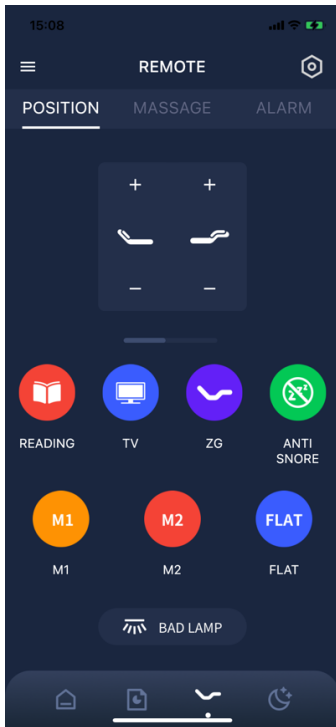 15:08
REMOTE
POSITION MASSAGE ALARM
+ +
− −
READING TV ZG ANTI
SNORE
M1 M2 FLAT
M1 M2 FLAT
BAD LAMP